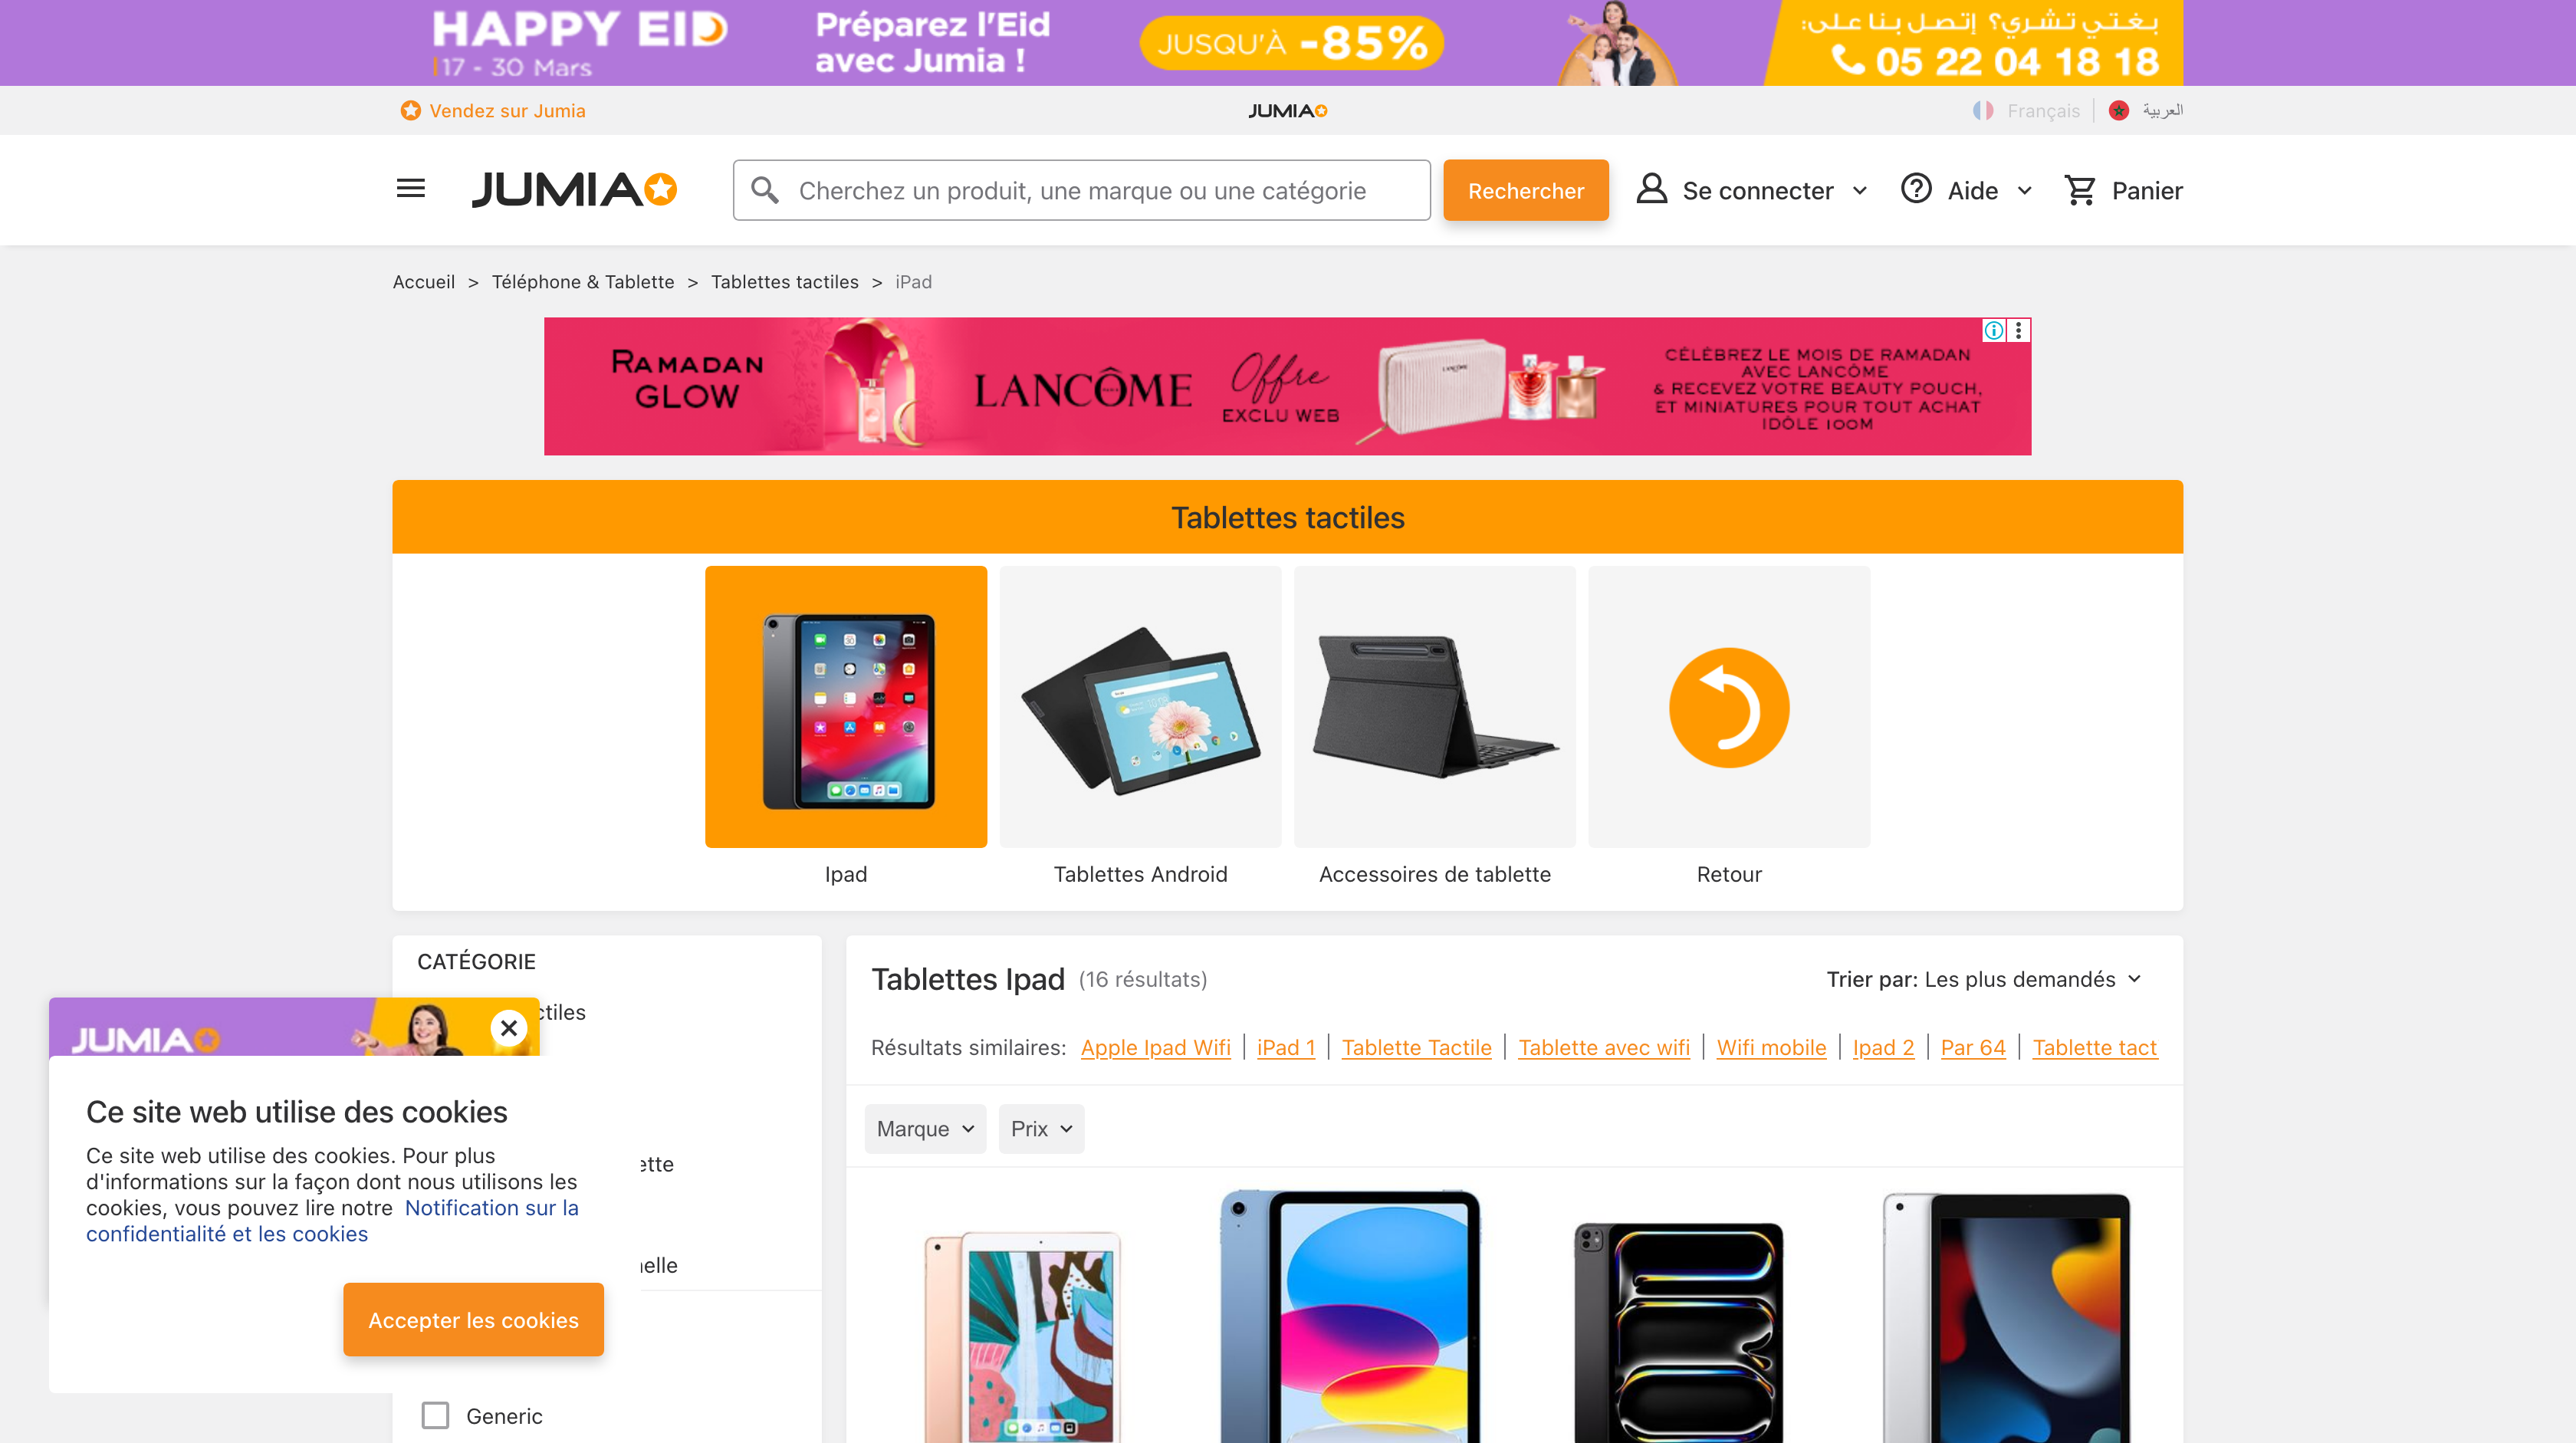 HAPPY EID
17 - 30 Mars
Préparez l'Eid
avec Jumia !
JUSQU'À -85%
بغتي تشري؟ إتصل بنا على:
05 22 04 18 18
Vendez sur Jumia
JUMIA
Français
العربية
JUMIA
Cherchez un produit, une marque ou une catégorie
Rechercher
Se connecter
Aide
Panier
Accueil > Téléphone & Tablette > Tablettes tactiles > iPad
RAMADAN
GLOW
LANCÔME
Offre
EXCLU WEB
LANCÔME
CÉLÈBREZ LE MOIS DE RAMADAN
AVEC LANCÔME
& RECEVEZ VOTRE BEAUTY POUCH,
ET MINIATURES POUR TOUT ACHAT
IDÔLE 100M
Tablettes tactiles
Ipad
Tablettes Android
Accessoires de tablette
Retour
CATÉGORIE
ctiles
ette
elle
Generic
JUMIA
Ce site web utilise des cookies
Ce site web utilise des cookies. Pour plus
d'informations sur la façon dont nous utilisons les
cookies, vous pouvez lire notre Notification sur la
confidentialité et les cookies
Accepter les cookies
Tablettes Ipad (16 résultats)
Trier par: Les plus demandés
Résultats similaires: Apple Ipad Wifi | iPad 1 | Tablette Tactile | Tablette avec wifi | Wifi mobile | Ipad 2 | Par 64 | Tablette tact
Marque
Prix